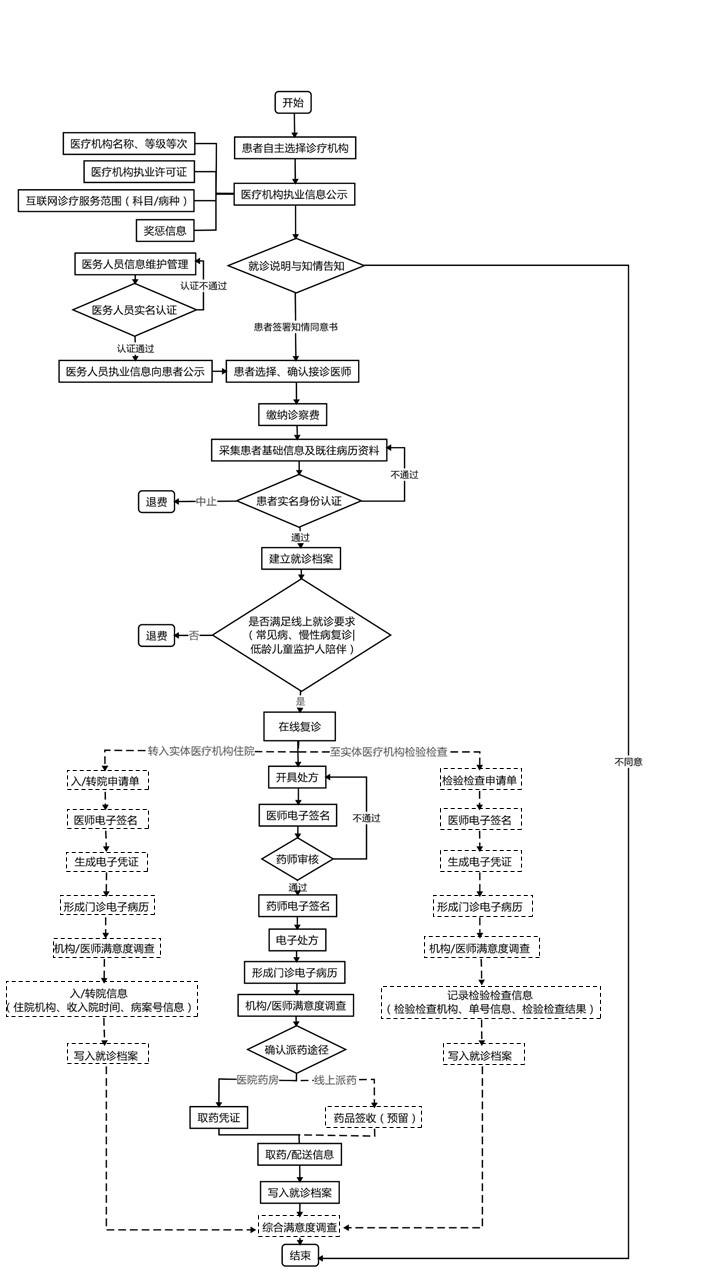 开始
医疗机构名称、等级等次
患者自主选择诊疗机构
医疗机构执业许可证
医疗机构执业信息公示
互联网诊疗服务范围（科目/病种）
奖惩信息
医务人员信息维护管理
就诊说明与知情告知
认证不通过
医务人员实名认证
患者签署知情同意书
认证通过
医务人员执业信息向患者公示
患者选择、确认接诊医师
缴纳诊察费
采集患者基础信息及既往病历资料
不通过
退费
中止
患者实名身份认证
通过
建立就诊档案
是否满足线上就诊要求
（常见病、慢性病复诊|
低龄儿童监护人陪伴）
退费
否
是
在线复诊
转入实体医疗机构住院
至实体医疗机构检验检查
不同意
入/转院申请单
开具处方
检验检查申请单
医师电子签名
医师电子签名
不通过
医师电子签名
生成电子凭证
药师审核
生成电子凭证
通过
形成门诊电子病历
药师电子签名
形成门诊电子病历
机构/医师满意度调查
电子处方
机构/医师满意度调查
形成门诊电子病历
入/转院信息
（住院机构、收入院时间、病案号信息）
机构/医师满意度调查
记录检验检查信息
（检验检查机构、单号信息、检验检查结果）
写入就诊档案
确认派药途径
写入就诊档案
医院药房
线上派药
取药凭证
药品签收（预留）
取药/配送信息
写入就诊档案
综合满意度调查
结束